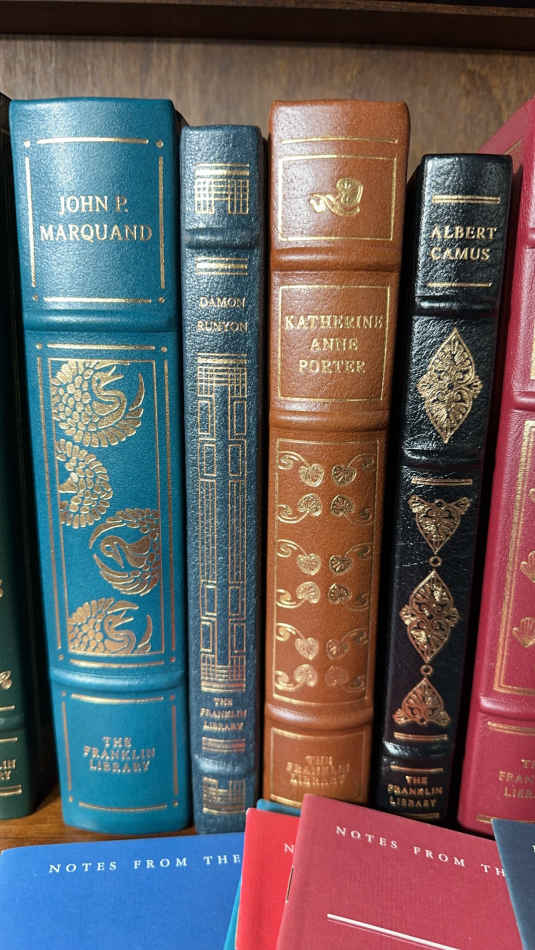 JOHN P.
MARQUAND
THE
FRANKLIN
LIBRARY
DAMON
RUNYON
THE
FRANKLIN
LIBRARY
KATHERINE
ANNE
PORTER
THE
FRANKLIN
LIBRARY
ALBERT
CAMUS
THE
FRANKLIN
LIBRARY
NOTES FROM THE
NOTES FROM THE